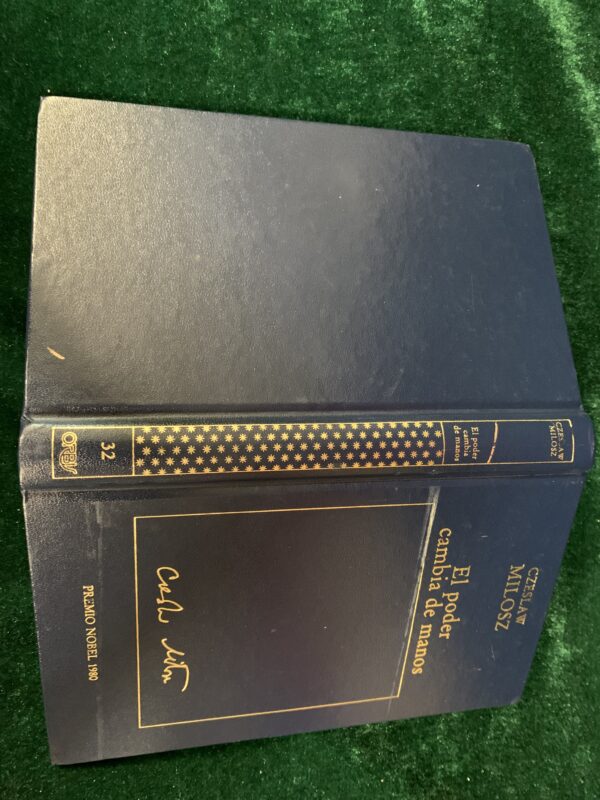 CZESLAW
MILOSZ
El poder
cambia de manos
PREMIO NOBEL 1980
CZESLAW
MILOSZ
El poder
cambia
de manos
32
ORBIS